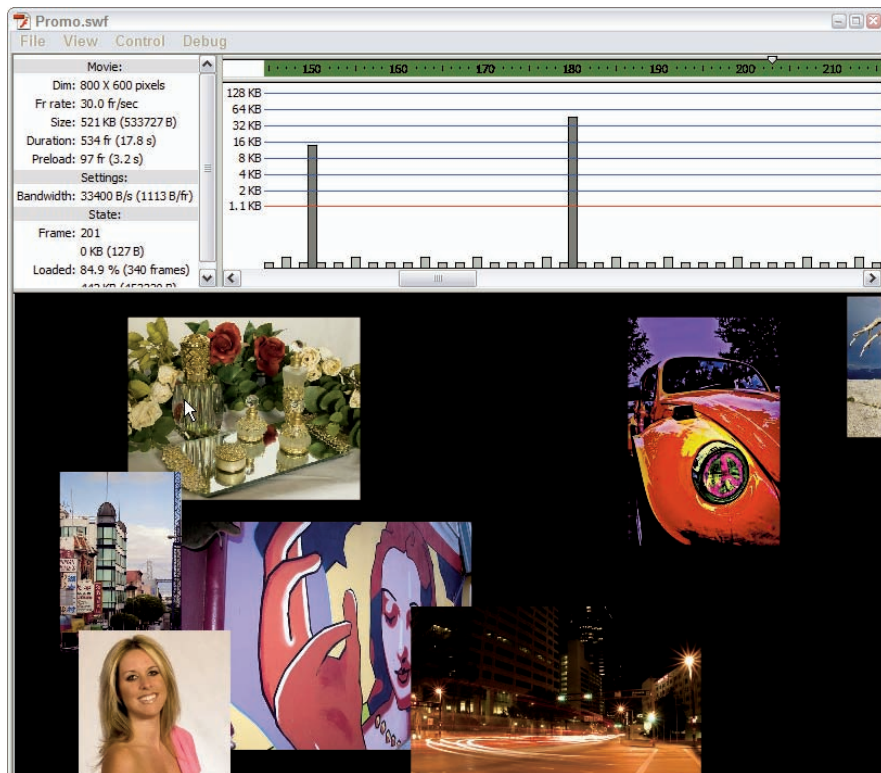 Promo.swf
File View Control Debug
Movie:
Dim: 800 X 600 pixels
Fr rate: 30.0 fr/sec
Size: 521 KB (533727 B)
Duration: 534 fr (17.8 s)
Preload: 97 fr (3.2 s)
Settings:
Bandwidth: 33400 B/s (1113 B/fr)
State:
Frame: 201
0 KB (127 B)
Loaded: 84.9 % (340 frames)
150 160 170 180 190 200 210
128 KB
64 KB
32 KB
16 KB
8 KB
4 KB
2 KB
1.1 KB